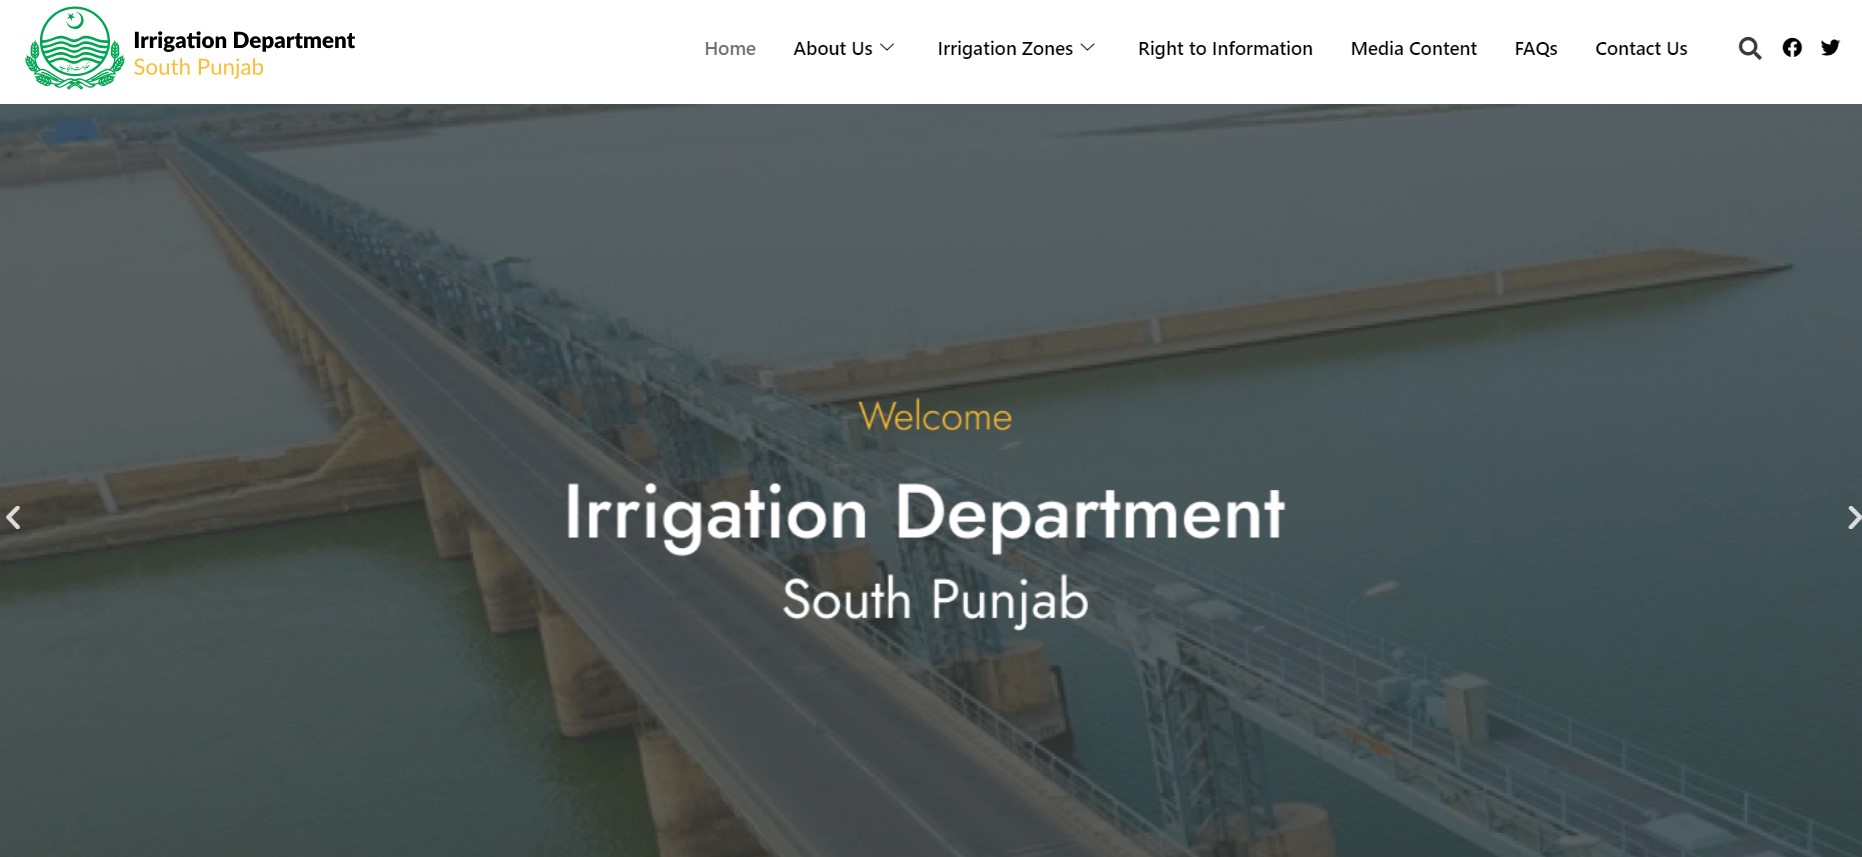 Irrigation Department
South Punjab
Home
About Us
Irrigation Zones
Right to Information
Media Content
FAQs
Contact Us
Welcome
Irrigation Department
South Punjab